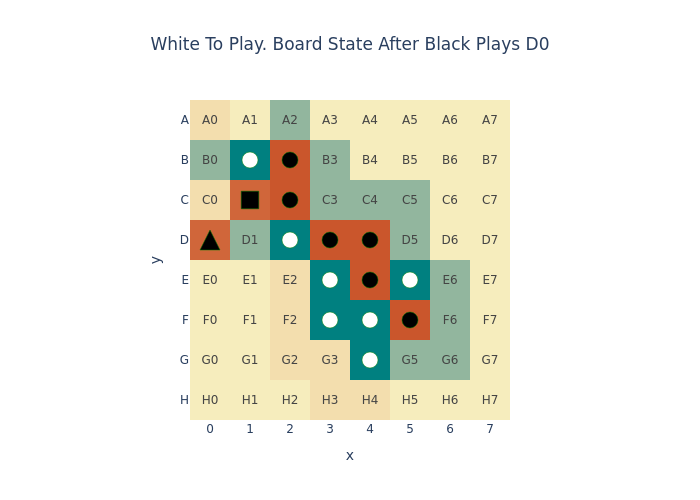 White To Play. Board State After Black Plays D0
A A0 A1 A2 A3 A4 A5 A6 A7
B B0 B3 B4 B5 B6 B7
C C0 C3 C4 C5 C6 C7
D D1 D5 D6 D7
y
E E0 E1 E2 E6 E7
F F0 F1 F2 F6 F7
G G0 G1 G2 G3 G5 G6 G7
H H0 H1 H2 H3 H4 H5 H6 H7
0 1 2 3 4 5 6 7
x